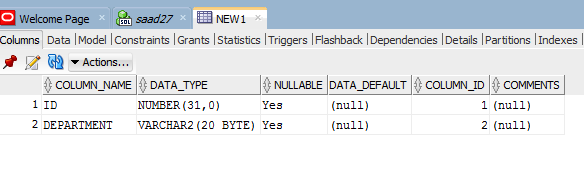 Welcome Page saad27 NEW1
Columns Data Model Constraints Grants Statistics Triggers Flashback Dependencies Details Partitions Indexes
Actions...
COLUMN_NAME DATA_TYPE NULLABLE DATA_DEFAULT COLUMN_ID COMMENTS
1 ID NUMBER(31,0) Yes (null) 1 (null)
2 DEPARTMENT VARCHAR2(20 BYTE) Yes (null) 2 (null)